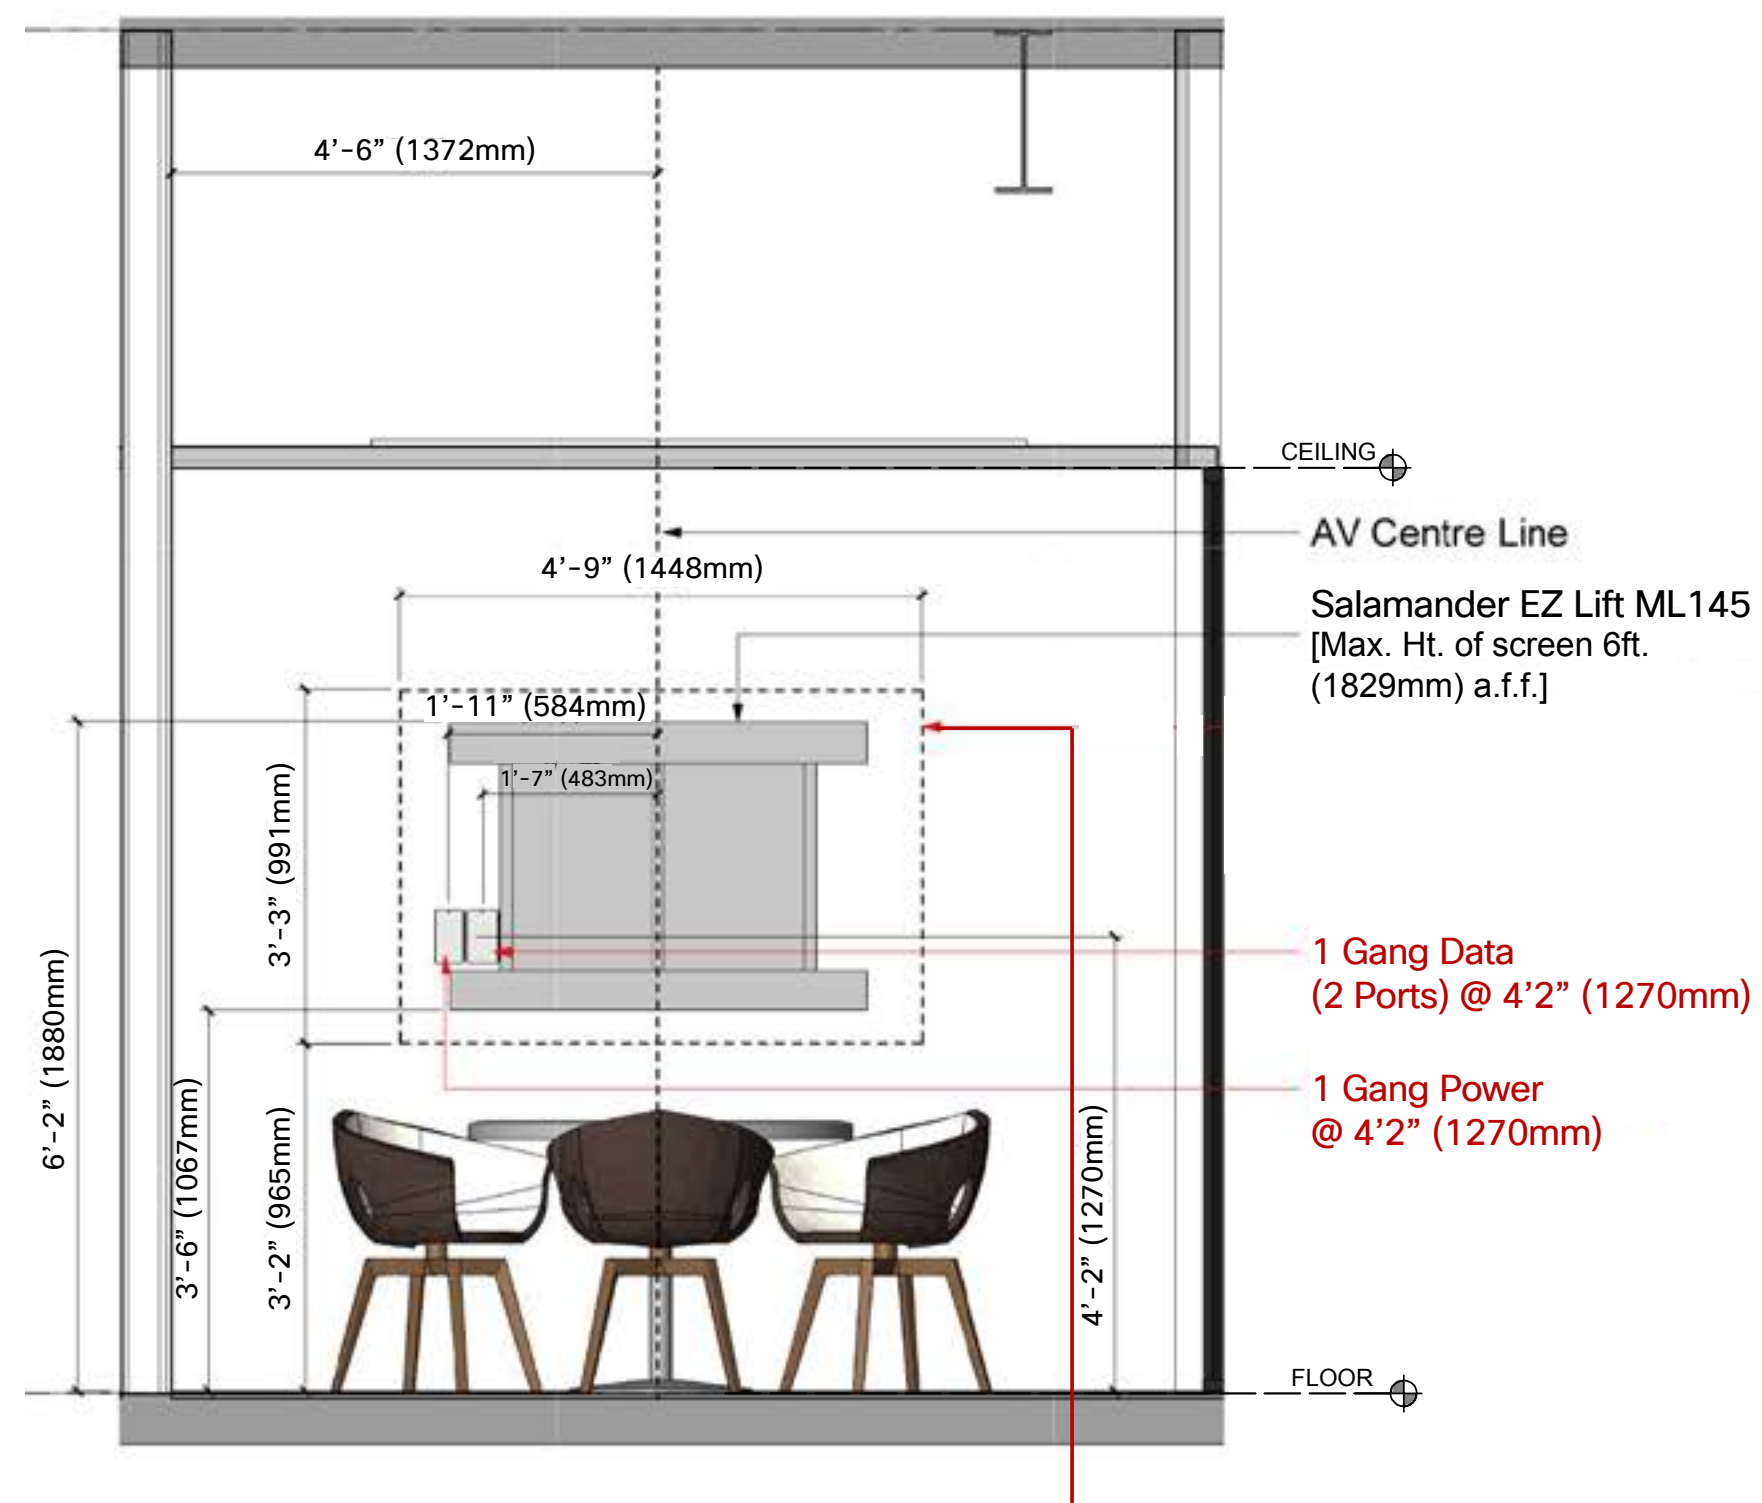 4’-6” (1372mm)
CEILING
AV Centre Line
4’-9” (1448mm)
Salamander EZ Lift ML145
[Max. Ht. of screen 6ft.
(1829mm) a.f.f.]
1’-11” (584mm)
1’-7” (483mm)
3’-3” (991mm)
6’-2” (1880mm)
3’-6” (1067mm)
3’-2” (965mm)
4’-2” (1270mm)
1 Gang Data
(2 Ports) @ 4’2” (1270mm)
1 Gang Power
@ 4’2” (1270mm)
FLOOR